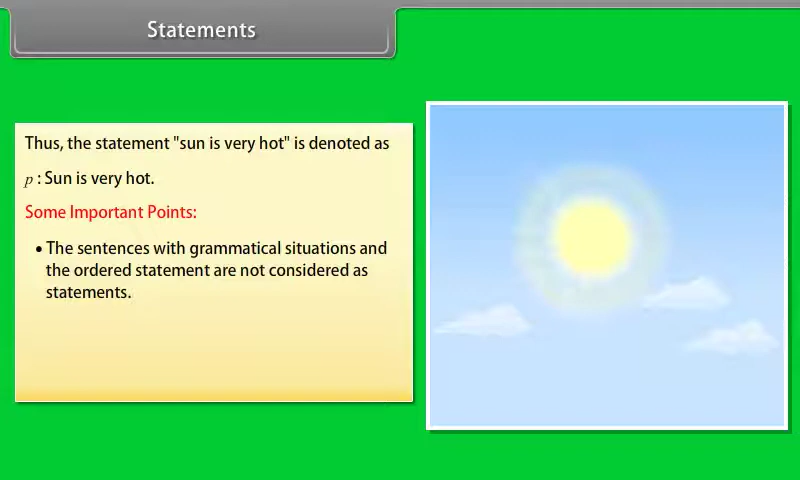 Statements
Thus, the statement "sun is very hot" is denoted as
p : Sun is very hot.
Some Important Points:
• The sentences with grammatical situations and
the ordered statement are not considered as
statements.